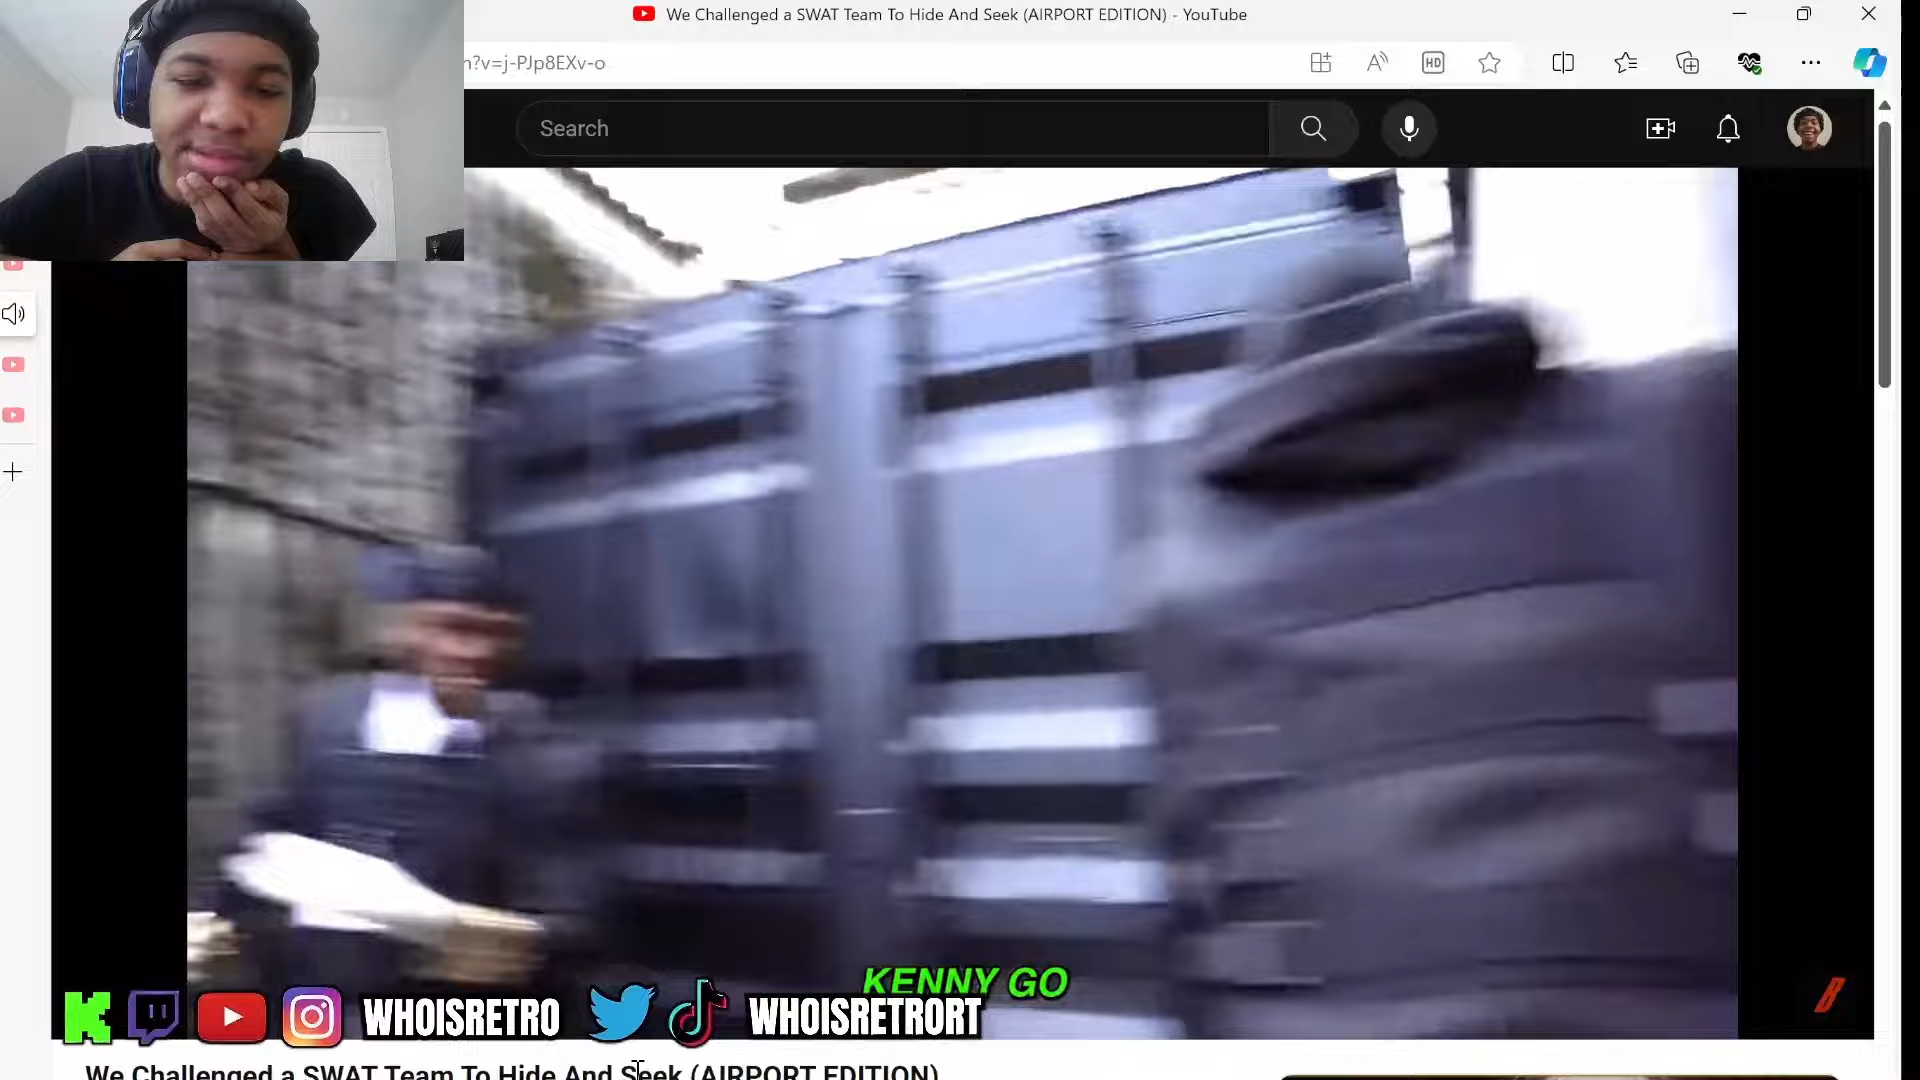 We Challenged a SWAT Team To Hide And Seek (AIRPORT EDITION) - YouTube
?v=j-PJp8EXv-o
HD
Search
KENNY GO
WHOISRETRO
WHOISRETRORT
We Challenged a SWAT Team To Hide And Seek (AIRPORT EDITION)